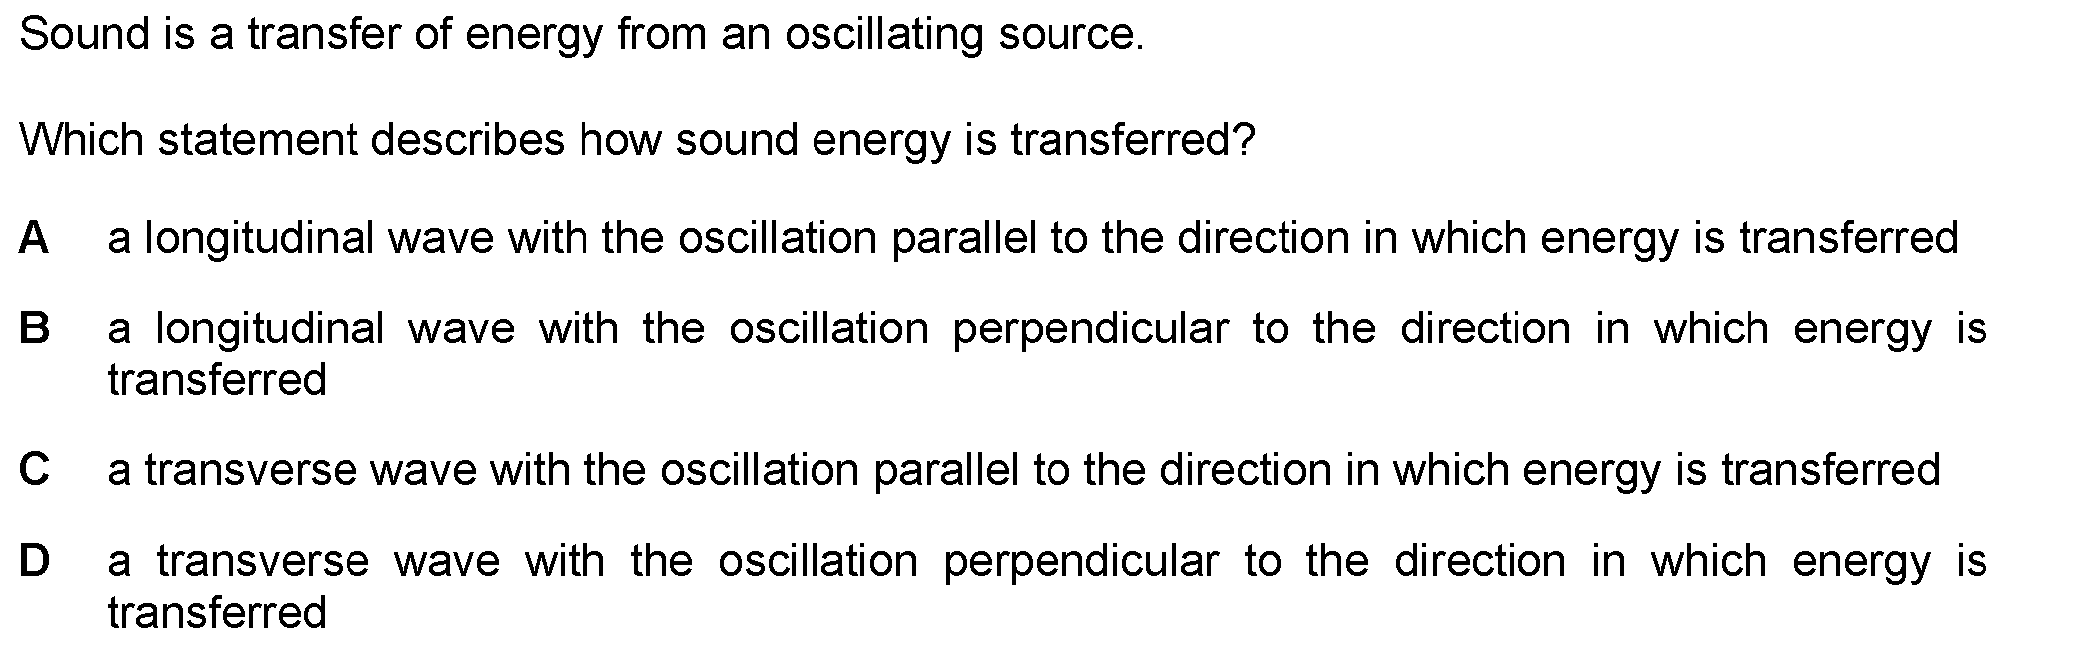 Sound is a transfer of energy from an oscillating source.
Which statement describes how sound energy is transferred?
A a longitudinal wave with the oscillation parallel to the direction in which energy is transferred
B a longitudinal wave with the oscillation perpendicular to the direction in which energy is
transferred
C a transverse wave with the oscillation parallel to the direction in which energy is transferred
D a transverse wave with the oscillation perpendicular to the direction in which energy is
transferred